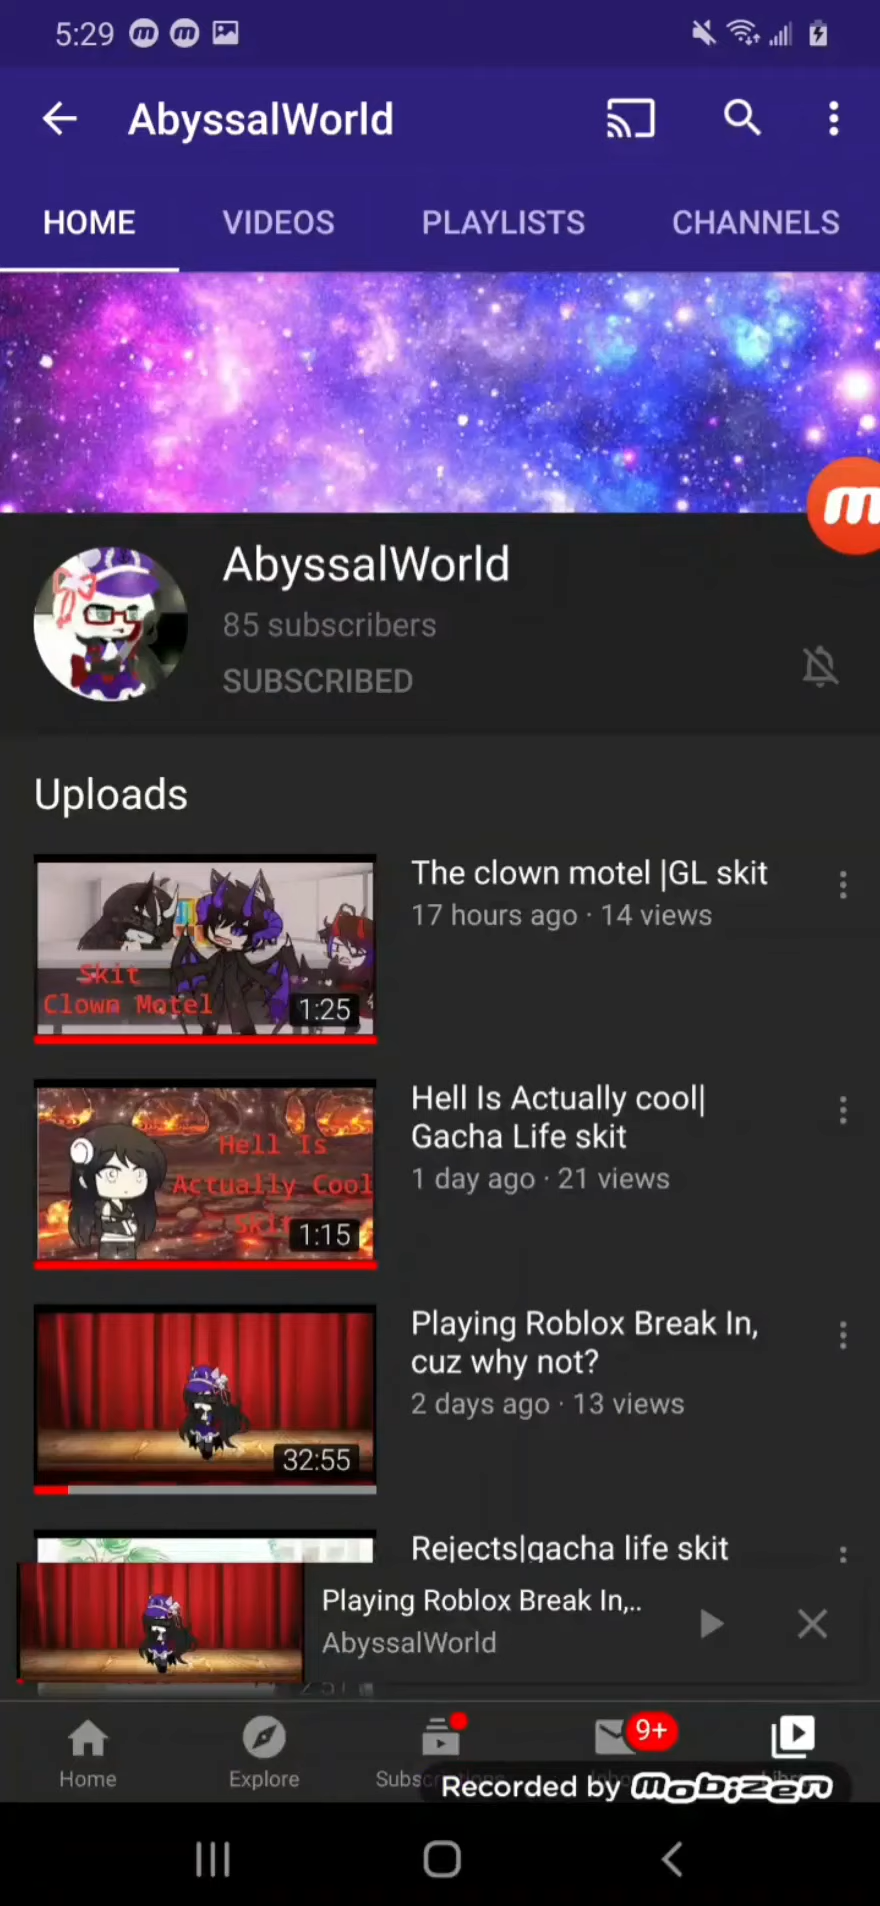 5:29
AbyssalWorld
HOME VIDEOS PLAYLISTS CHANNELS
AbyssalWorld
85 subscribers
SUBSCRIBED
Uploads
The clown motel |GL skit
17 hours ago · 14 views
Skit
Clown Motel
1:25
Hell Is Actually cool|
Gacha Life skit
1 day ago · 21 views
Hell Is
Actually Cool
Skit
1:15
Playing Roblox Break In,
cuz why not?
2 days ago · 13 views
32:55
Rejects|gacha life skit
Playing Roblox Break In,..
AbyssalWorld
2:51
9+
Home Explore
Recorded by mobizen